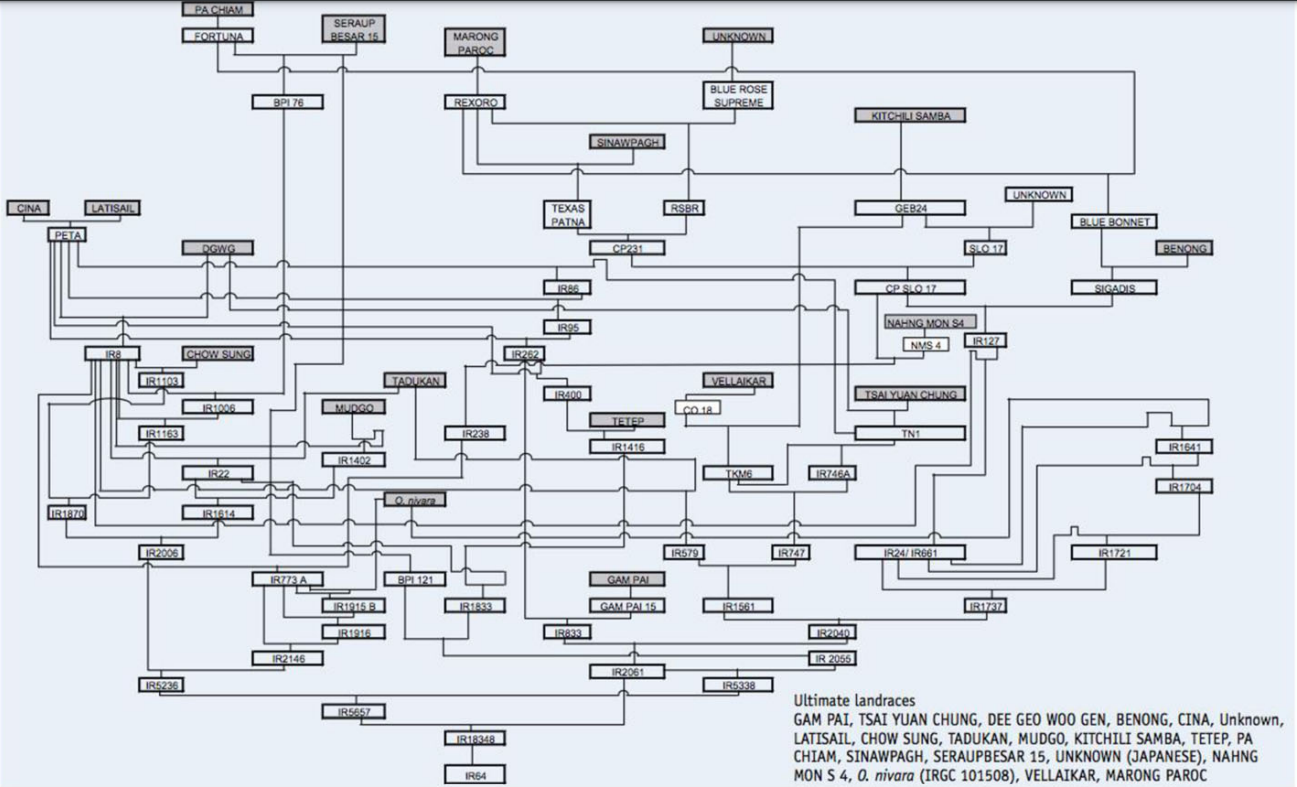 PA CHIAM
FORTUNA
SERAUP
BESAR 15
MARONG
PAROC
UNKNOWN
BPI 76
REXORO
BLUE ROSE
SUPREME
KITCHILI SAMBA
SINAWPAGH
UNKNOWN
CINA
LATISAIL
TEXAS
PATNA
RSBR
GEB24
BLUE BONNET
PETA
DGWG
CP231
SLO 17
BENONG
IR86
CP SLO 17
SIGADIS
NAHNG MON S4
IR95
NMS 4
IR127
IR8
CHOW SUNG
IR262
IR1103
TADUKAN
VELLAIKAR
IR400
TSAI YUAN CHUNG
IR1006
MUDGO
CO 18
TETEP
IR1163
IR238
TN1
IR1416
IR1641
IR1402
IR22
TKM6
IR746A
IR1704
O. nivara
IR1870
IR1614
IR2006
IR579
IR747
IR24/ IR661
IR1721
IR773 A
BPI 121
GAM PAI
IR1915 B
IR1833
GAM PAI 15
IR1561
IR1737
IR1916
IR833
IR2040
IR2146
IR 2055
IR2061
IR5236
IR5338
IR5657
IR18348
IR64
Ultimate landraces
GAM PAI, TSAI YUAN CHUNG, DEE GEO WOO GEN, BENONG, CINA, Unknown,
LATISAIL, CHOW SUNG, TADUKAN, MUDGO, KITCHILI SAMBA, TETEP, PA
CHIAM, SINAWPAGH, SERAUPBESAR 15, UNKNOWN (JAPANESE), NAHNG
MON S 4, O. nivara (IRGC 101508), VELLAIKAR, MARONG PAROC